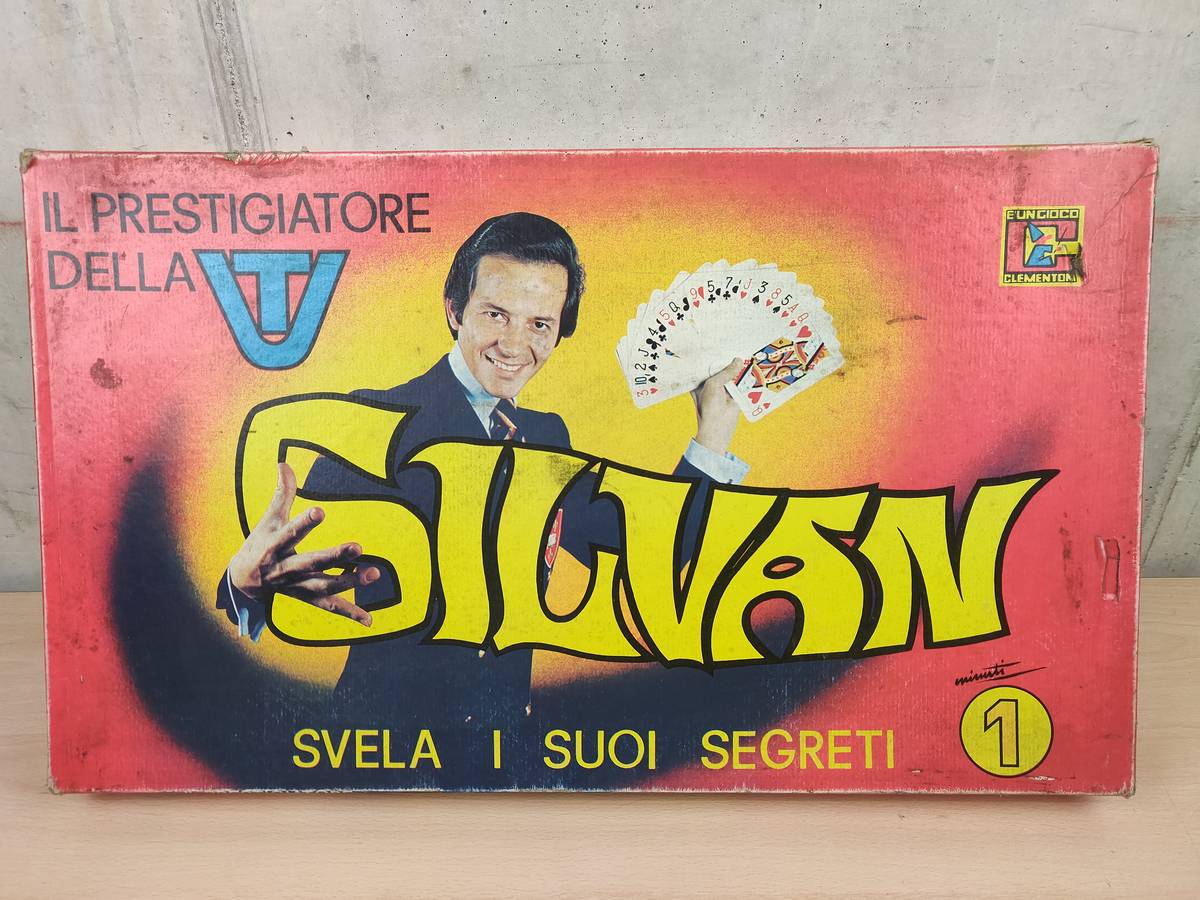 IL PRESTIGIATORE
DELLA TV
E'UN GIOCO
CLEMENTONI
SILVAN
minuti
SVELA I SUOI SEGRETI
1